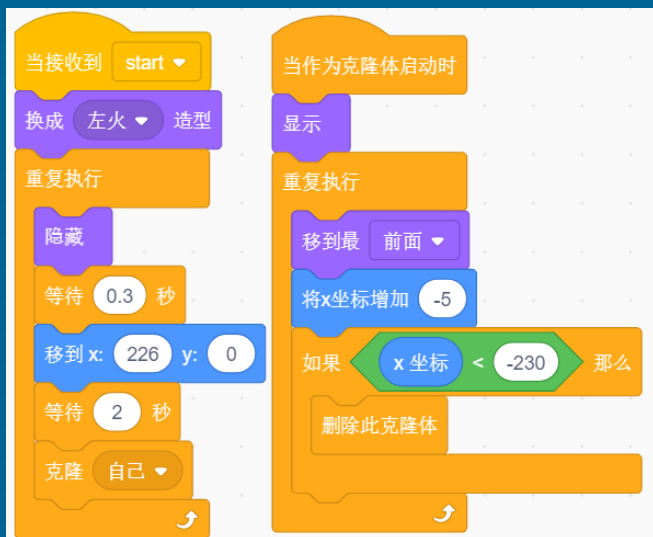 当接收到 start
换成 左火 造型
重复执行
隐藏
等待 0.3 秒
移到 x: 226 y: 0
等待 2 秒
克隆 自己
当作为克隆体启动时
显示
重复执行
移到最 前面
将x坐标增加 -5
如果 x 坐标 < -230 那么
删除此克隆体